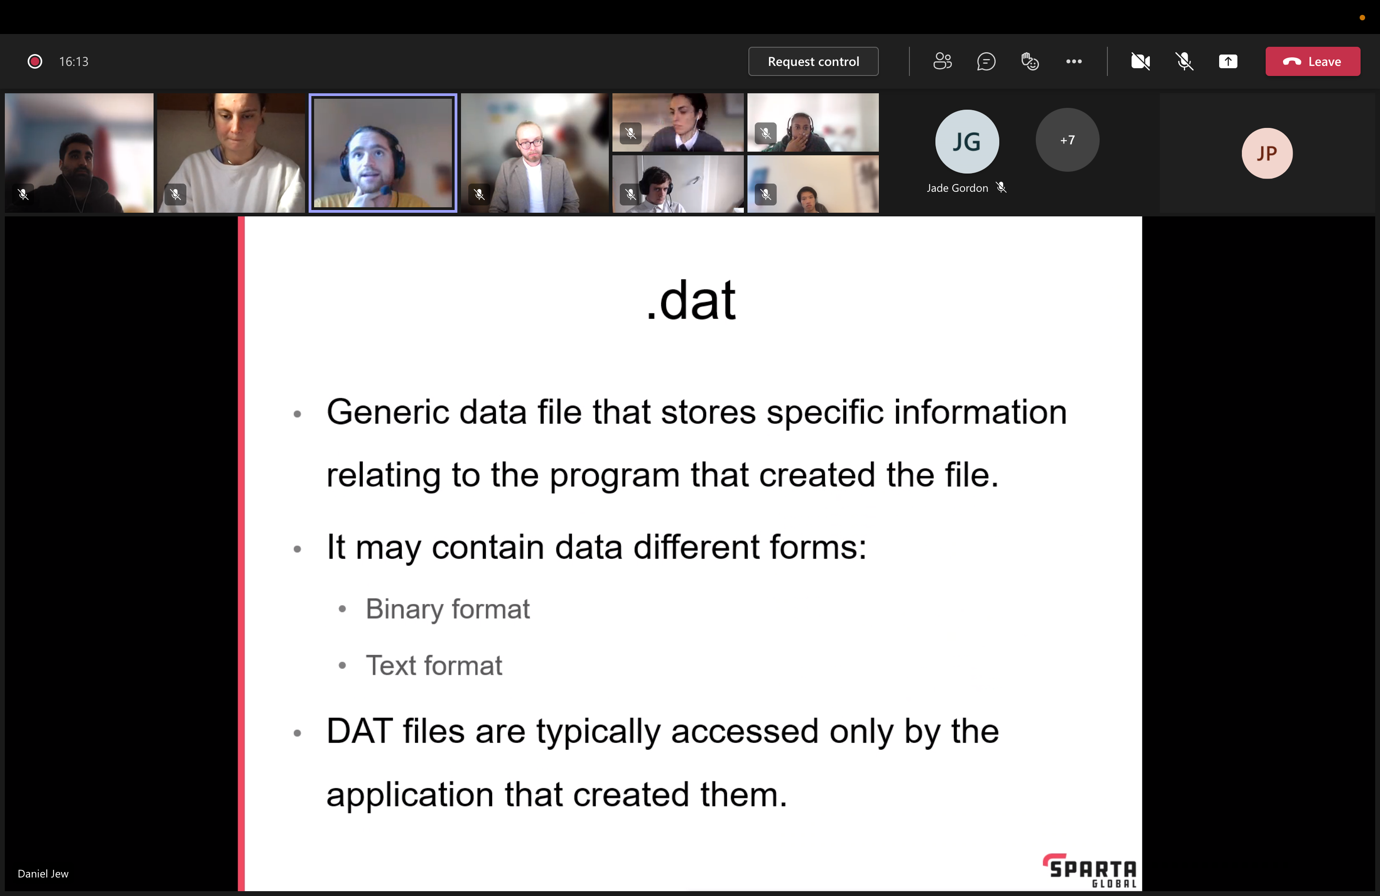 16:13
Request control
Leave
JG
+7
JP
Jade Gordon
.dat
• Generic data file that stores specific information
relating to the program that created the file.
• It may contain data different forms:
• Binary format
• Text format
• DAT files are typically accessed only by the
application that created them.
SPARTA
GLOBAL
Daniel Jew